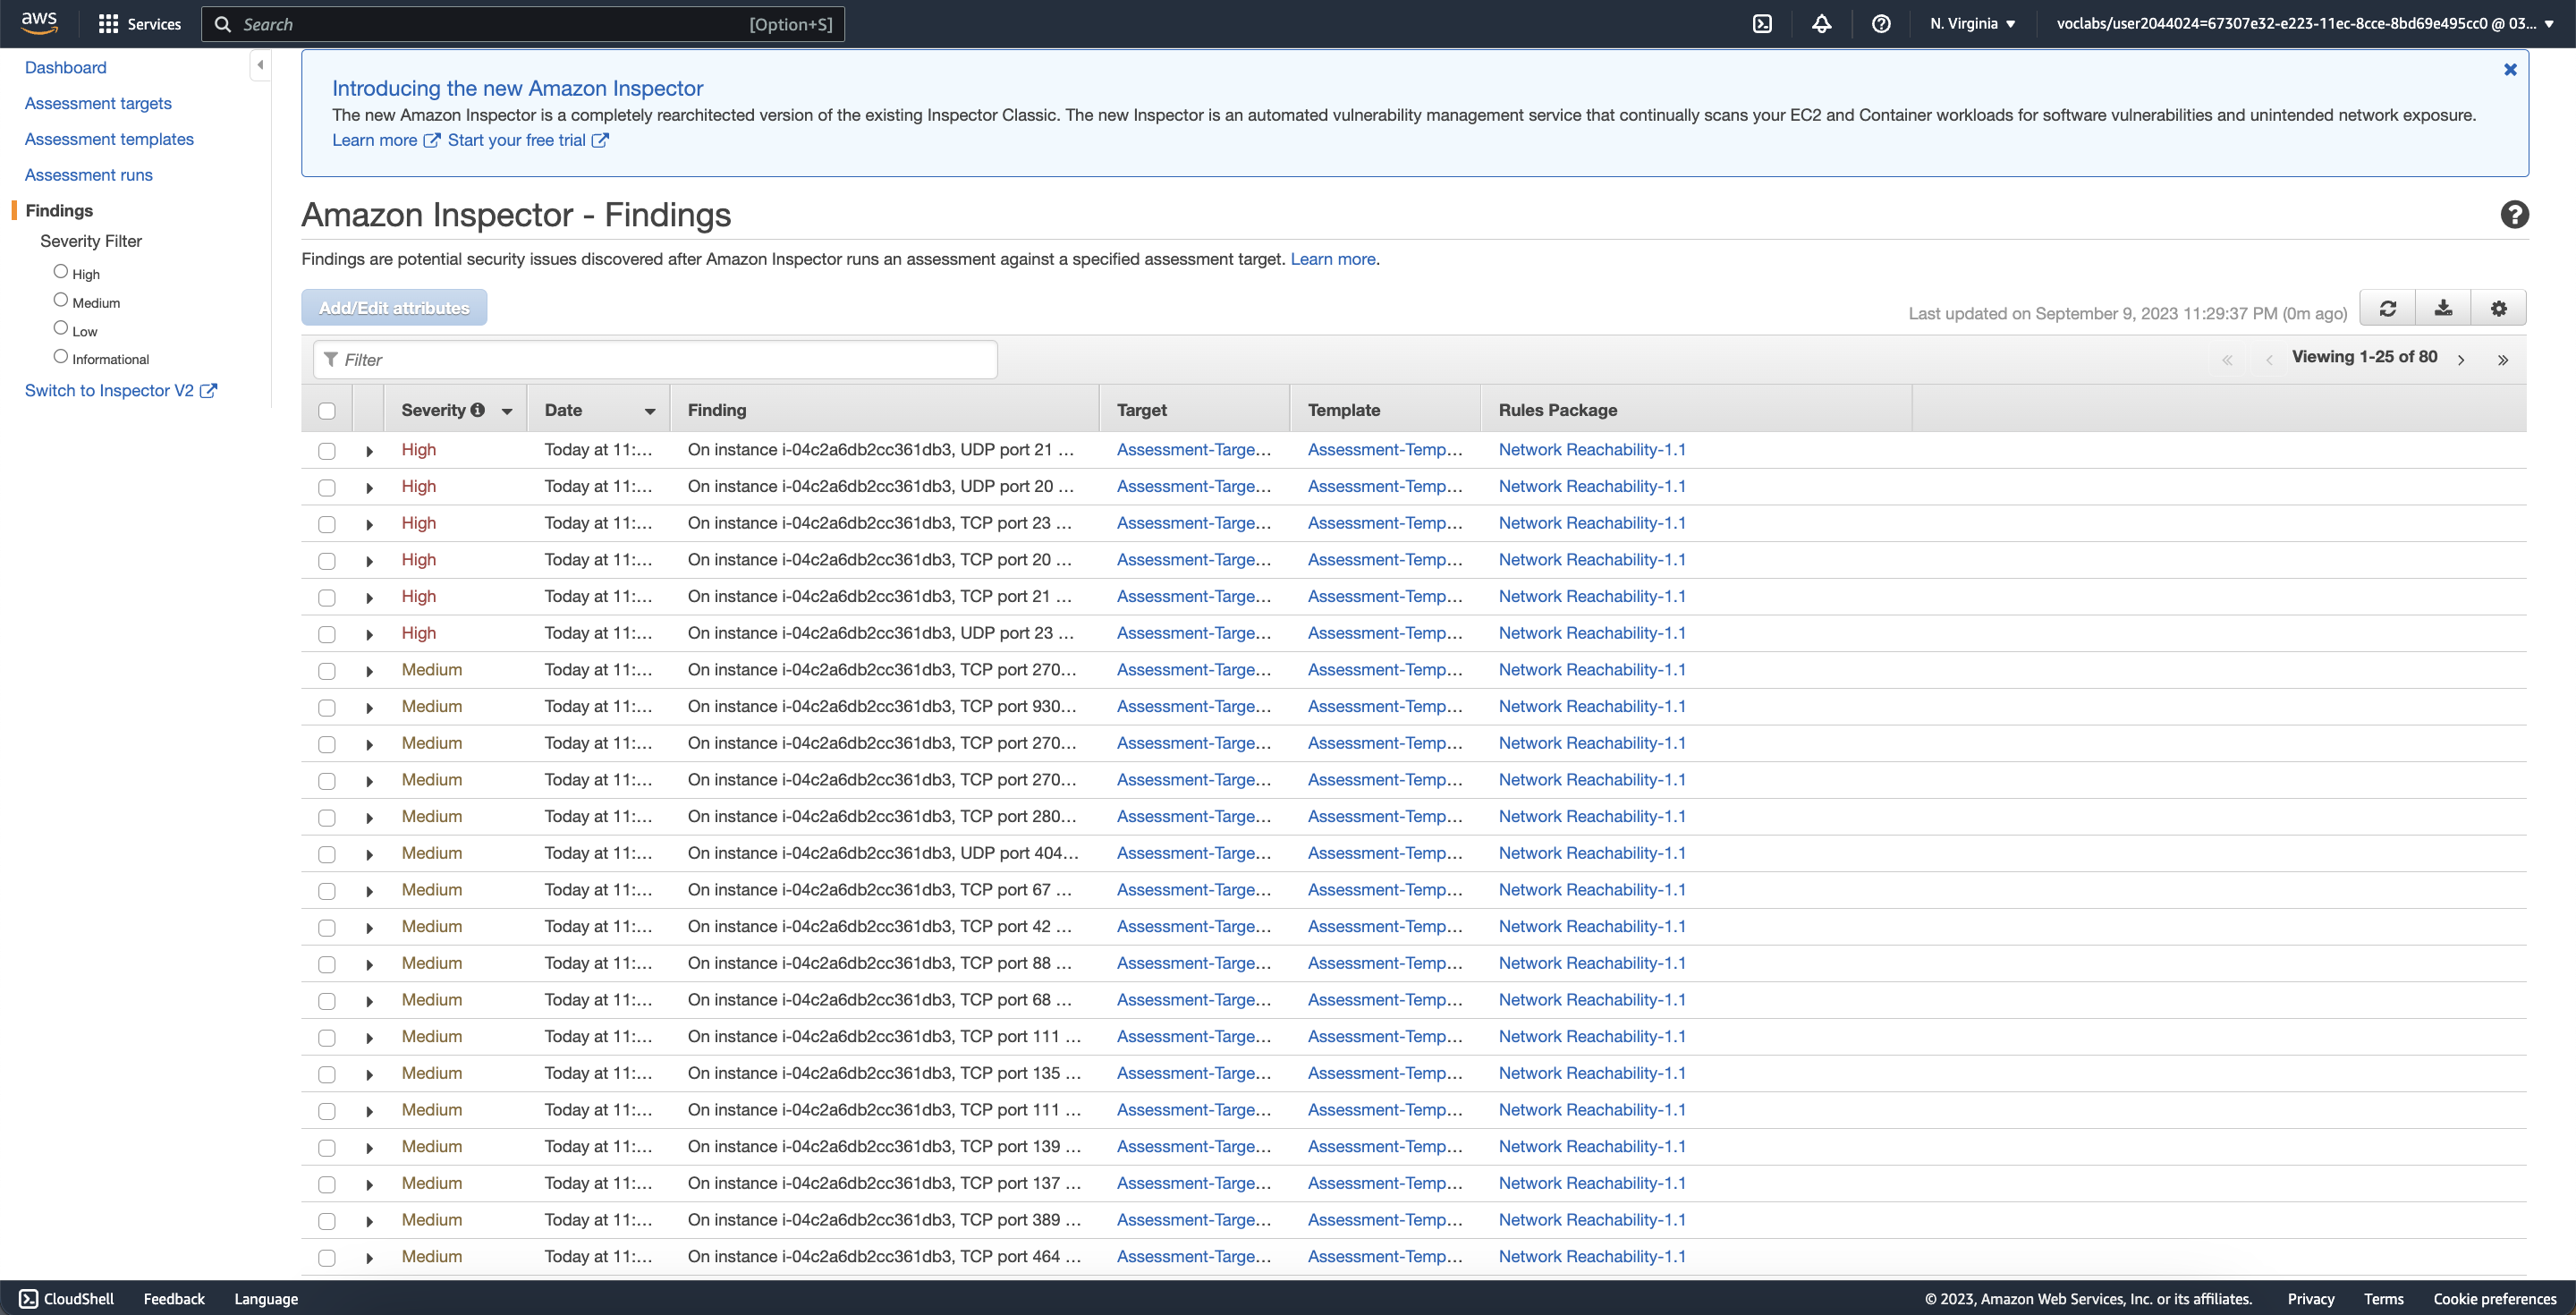 aws Services Search [Option+S] N. Virginia voclabs/user2044024=67307e32-e223-11ec-8cce-8bd69e495cc0 @ 03...
Dashboard
Assessment targets
Assessment templates
Assessment runs
Findings
Severity Filter
High
Medium
Low
Informational
Switch to Inspector V2
Introducing the new Amazon Inspector
The new Amazon Inspector is a completely rearchitected version of the existing Inspector Classic. The new Inspector is an automated vulnerability management service that continually scans your EC2 and Container workloads for software vulnerabilities and unintended network exposure.
Learn more Start your free trial
Amazon Inspector - Findings
Findings are potential security issues discovered after Amazon Inspector runs an assessment against a specified assessment target. Learn more.
Add/Edit attributes Last updated on September 9, 2023 11:29:37 PM (0m ago)
Filter « ‹ Viewing 1-25 of 80 › »
Severity Date Finding Target Template Rules Package
High Today at 11:... On instance i-04c2a6db2cc361db3, UDP port 21 ... Assessment-Targe... Assessment-Temp... Network Reachability-1.1
High Today at 11:... On instance i-04c2a6db2cc361db3, UDP port 20 ... Assessment-Targe... Assessment-Temp... Network Reachability-1.1
High Today at 11:... On instance i-04c2a6db2cc361db3, TCP port 23 ... Assessment-Targe... Assessment-Temp... Network Reachability-1.1
High Today at 11:... On instance i-04c2a6db2cc361db3, TCP port 20 ... Assessment-Targe... Assessment-Temp... Network Reachability-1.1
High Today at 11:... On instance i-04c2a6db2cc361db3, TCP port 21 ... Assessment-Targe... Assessment-Temp... Network Reachability-1.1
High Today at 11:... On instance i-04c2a6db2cc361db3, UDP port 23 ... Assessment-Targe... Assessment-Temp... Network Reachability-1.1
Medium Today at 11:... On instance i-04c2a6db2cc361db3, TCP port 270... Assessment-Targe... Assessment-Temp... Network Reachability-1.1
Medium Today at 11:... On instance i-04c2a6db2cc361db3, TCP port 930... Assessment-Targe... Assessment-Temp... Network Reachability-1.1
Medium Today at 11:... On instance i-04c2a6db2cc361db3, TCP port 270... Assessment-Targe... Assessment-Temp... Network Reachability-1.1
Medium Today at 11:... On instance i-04c2a6db2cc361db3, TCP port 270... Assessment-Targe... Assessment-Temp... Network Reachability-1.1
Medium Today at 11:... On instance i-04c2a6db2cc361db3, TCP port 280... Assessment-Targe... Assessment-Temp... Network Reachability-1.1
Medium Today at 11:... On instance i-04c2a6db2cc361db3, UDP port 404... Assessment-Targe... Assessment-Temp... Network Reachability-1.1
Medium Today at 11:... On instance i-04c2a6db2cc361db3, TCP port 67 ... Assessment-Targe... Assessment-Temp... Network Reachability-1.1
Medium Today at 11:... On instance i-04c2a6db2cc361db3, TCP port 42 ... Assessment-Targe... Assessment-Temp... Network Reachability-1.1
Medium Today at 11:... On instance i-04c2a6db2cc361db3, TCP port 88 ... Assessment-Targe... Assessment-Temp... Network Reachability-1.1
Medium Today at 11:... On instance i-04c2a6db2cc361db3, TCP port 68 ... Assessment-Targe... Assessment-Temp... Network Reachability-1.1
Medium Today at 11:... On instance i-04c2a6db2cc361db3, TCP port 111 ... Assessment-Targe... Assessment-Temp... Network Reachability-1.1
Medium Today at 11:... On instance i-04c2a6db2cc361db3, TCP port 135 ... Assessment-Targe... Assessment-Temp... Network Reachability-1.1
Medium Today at 11:... On instance i-04c2a6db2cc361db3, TCP port 111 ... Assessment-Targe... Assessment-Temp... Network Reachability-1.1
Medium Today at 11:... On instance i-04c2a6db2cc361db3, TCP port 139 ... Assessment-Targe... Assessment-Temp... Network Reachability-1.1
Medium Today at 11:... On instance i-04c2a6db2cc361db3, TCP port 137 ... Assessment-Targe... Assessment-Temp... Network Reachability-1.1
Medium Today at 11:... On instance i-04c2a6db2cc361db3, TCP port 389 ... Assessment-Targe... Assessment-Temp... Network Reachability-1.1
Medium Today at 11:... On instance i-04c2a6db2cc361db3, TCP port 464 ... Assessment-Targe... Assessment-Temp... Network Reachability-1.1
CloudShell Feedback Language © 2023, Amazon Web Services, Inc. or its affiliates. Privacy Terms Cookie preferences